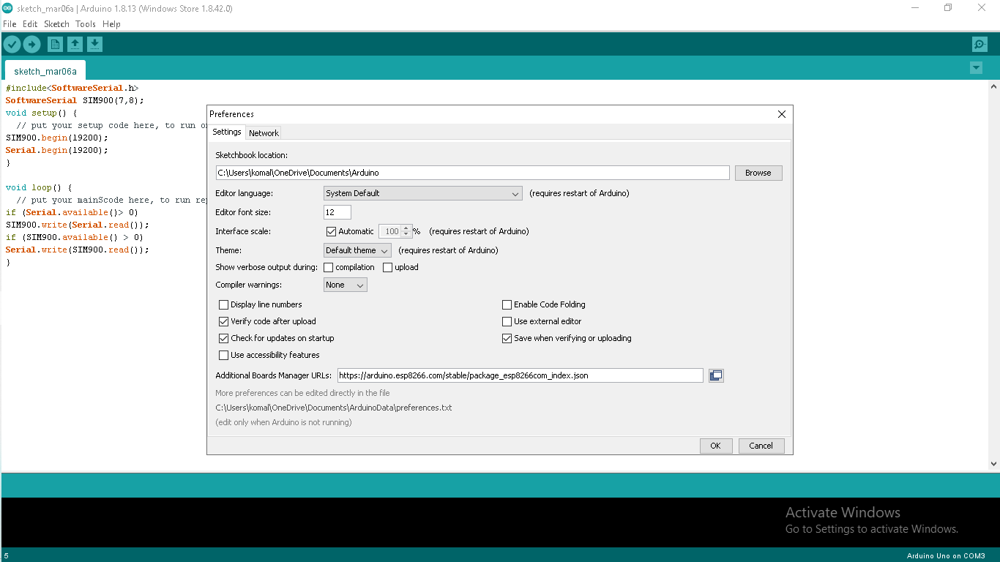 sketch_mar06a | Arduino 1.8.13 (Windows Store 1.8.42.0)
File Edit Sketch Tools Help
sketch_mar06a
#include<SoftwareSerial.h>
SoftwareSerial SIM900(7,8);
void setup() {
// put your setup code here, to run
SIM900.begin(19200);
Serial.begin(19200);
}
void loop() {
// put your mainScode here, to run
if (Serial.available()> 0)
SIM900.write(Serial.read());
if (SIM900.available() > 0)
Serial.write(SIM900.read());
}
Preferences
Settings Network
Sketchbook location:
C:\Users\komal\OneDrive\Documents\Arduino Browse
Editor language: System Default (requires restart of Arduino)
Editor font size: 12
Interface scale: Automatic 100 % (requires restart of Arduino)
Theme: Default theme (requires restart of Arduino)
Show verbose output during: compilation upload
Compiler warnings: None
Display line numbers Enable Code Folding
Verify code after upload Use external editor
Check for updates on startup Save when verifying or uploading
Use accessibility features
Additional Boards Manager URLs: https://arduino.esp8266.com/stable/package_esp8266com_index.json
More preferences can be edited directly in the file
C:\Users\komal\OneDrive\Documents\ArduinoData\preferences.txt
(edit only when Arduino is not running)
OK Cancel
Activate Windows
Go to Settings to activate Windows.
5 Arduino Uno on COM3